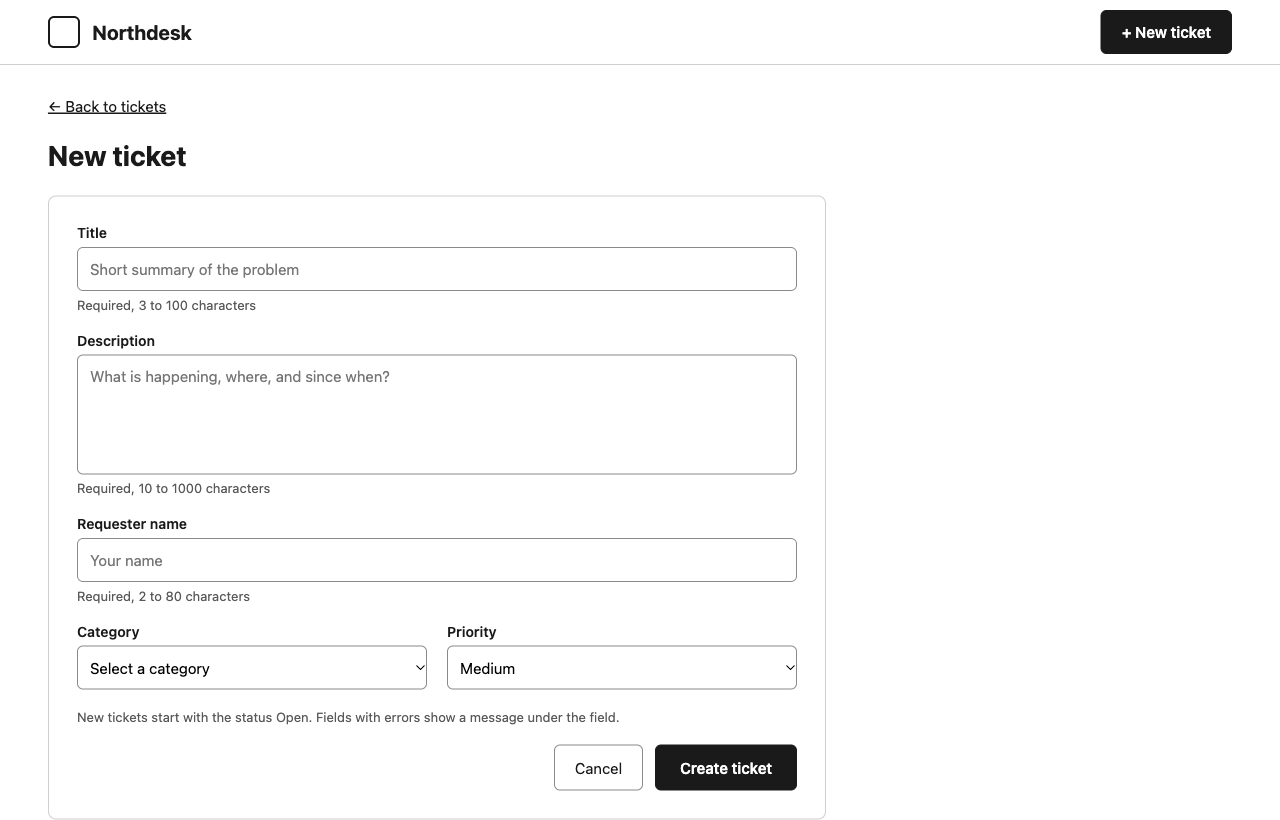 Northdesk
+ New ticket
← Back to tickets
New ticket
Title
Short summary of the problem
Required, 3 to 100 characters
Description
What is happening, where, and since when?
Required, 10 to 1000 characters
Requester name
Your name
Required, 2 to 80 characters
Category
Priority
Select a category
Medium
New tickets start with the status Open. Fields with errors show a message under the field.
Cancel
Create ticket